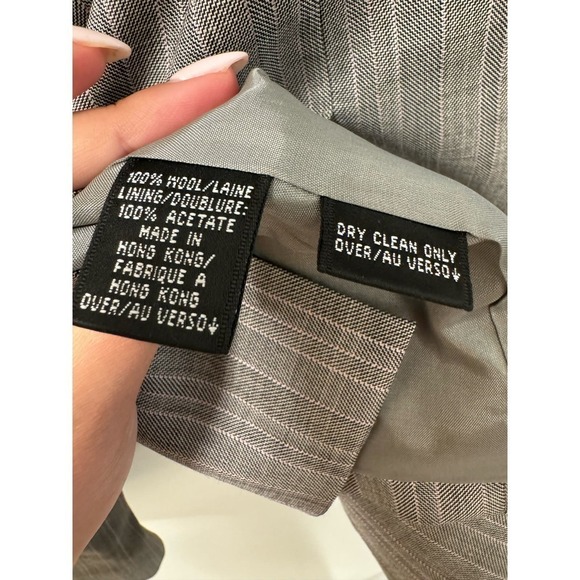 100% WOOL/LAINE
LINING/DOUBLURE:
100% ACETATE
MADE IN
HONG KONG/
FABRIQUE A
HONG KONG
OVER/AU VERSO↓
DRY CLEAN ONLY
OVER/AU VERSO↓